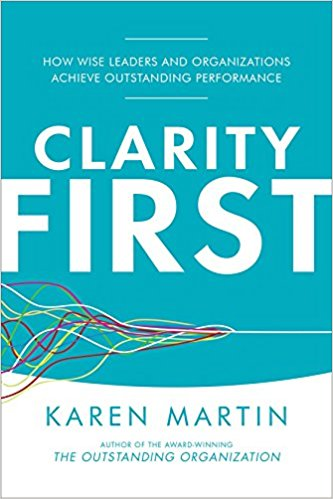 HOW WISE LEADERS AND ORGANIZATIONS
ACHIEVE OUTSTANDING PERFORMANCE
CLARITY
FIRST
KAREN MARTIN
AUTHOR OF THE AWARD-WINNING
THE OUTSTANDING ORGANIZATION